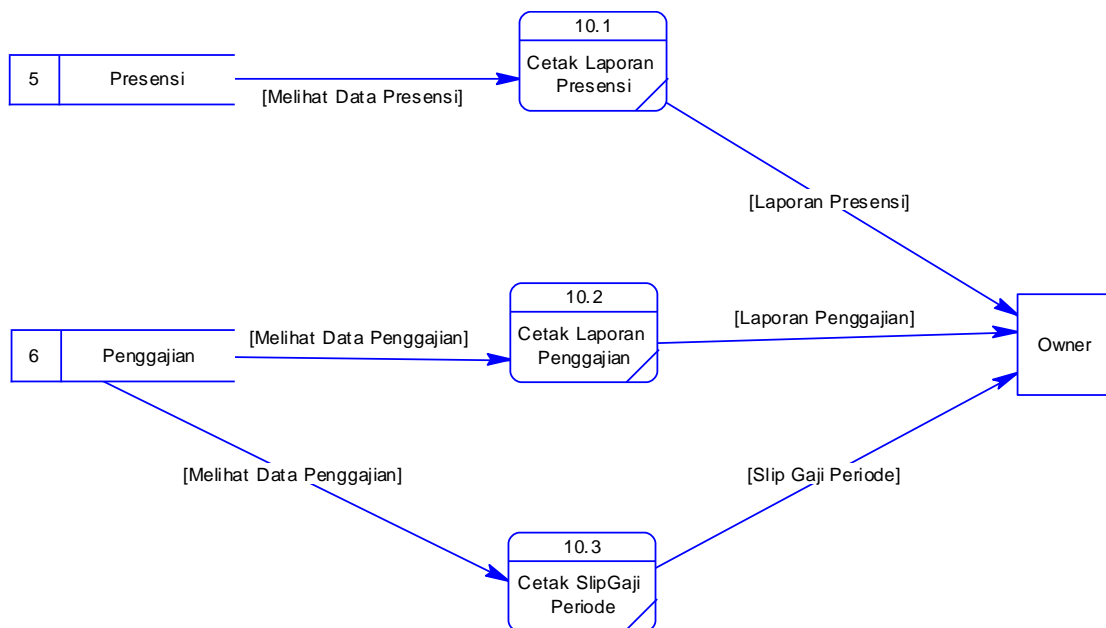 10.1
5
Presensi
Cetak Laporan
Presensi
[Melihat Data Presensi]
[Laporan Presensi]
10.2
6
Penggajian
[Melihat Data Penggajian]
Cetak Laporan
Penggajian
[Laporan Penggajian]
Owner
[Melihat Data Penggajian]
[Slip Gaji Periode]
10.3
Cetak SlipGaji
Periode